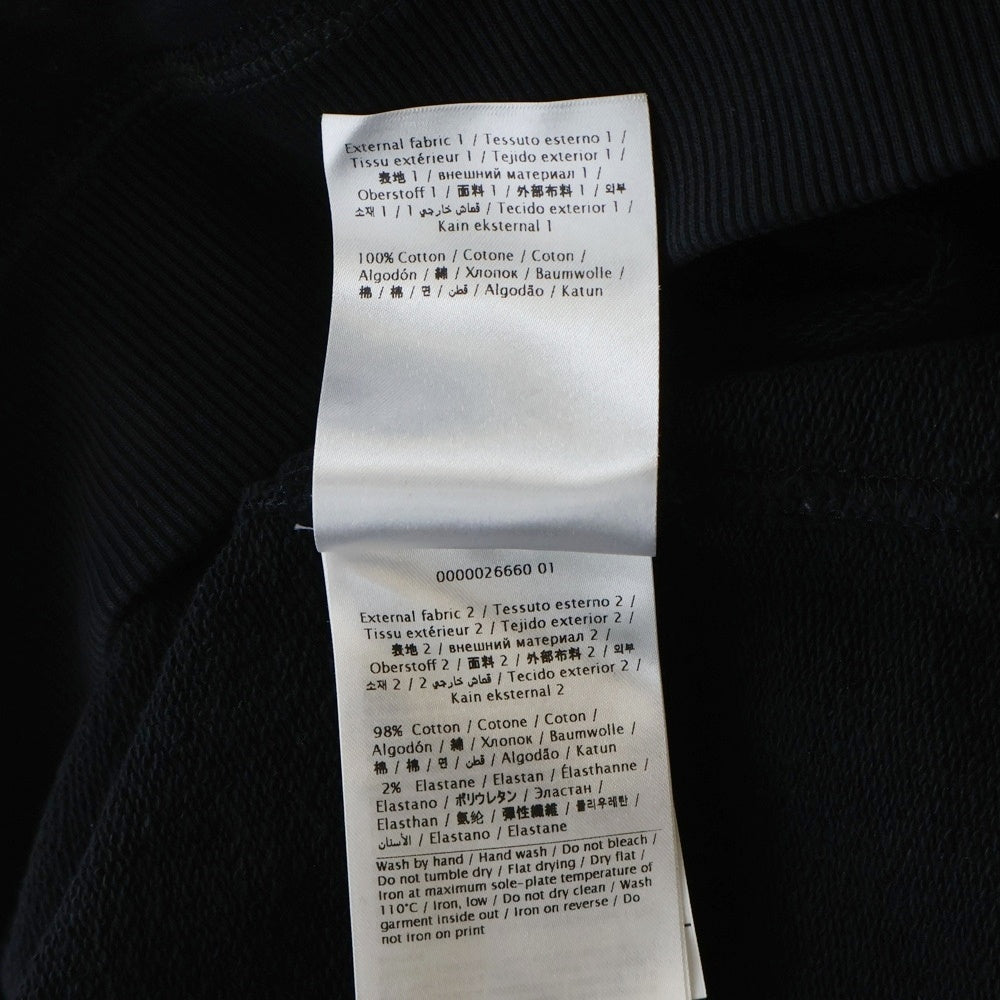 External fabric 1 / Tessuto esterno 1 /
Tissu extérieur 1 / Tejido exterior 1 /
表地 1 / внешний материал 1 /
Oberstoff 1 / 面料 1 / 外部布料 1 / 외부
소재 1 / قماش خارجي 1 / Tecido exterior 1 /
Kain eksternal 1
100% Cotton / Cotone / Coton /
Algodón / 綿 / Хлопок / Baumwolle /
棉 / 棉 / 면 / قطن / Algodão / Katun
0000026660 01
External fabric 2 / Tessuto esterno 2 /
Tissu extérieur 2 / Tejido exterior 2 /
表地 2 / внешний материал 2 /
Oberstoff 2 / 面料 2 / 外部布料 2 / 외부
소재 2 / قماش خارجي 2 / Tecido exterior 2 /
Kain eksternal 2
98% Cotton / Cotone / Coton /
Algodón / 綿 / Хлопок / Baumwolle /
棉 / 棉 / 면 / قطن / Algodão / Katun
2% Elastane / Elastan / Élasthanne /
Elastano / ポリウレタン / Эластан /
Elasthan / 氨纶 / 彈性纖維 / 폴리우레탄 /
الأستان / Elastano / Elastane
Wash by hand / Hand wash / Do not bleach /
Do not tumble dry / Flat drying / Dry flat /
Iron at maximum sole-plate temperature of
110°C / Iron, low / Do not dry clean / Wash
garment inside out / Iron on reverse / Do
not iron on print